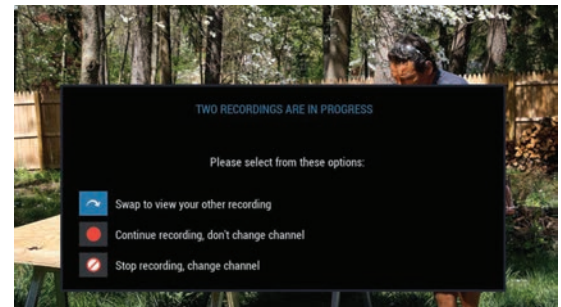 TWO RECORDINGS ARE IN PROGRESS
Please select from these options:
Swap to view your other recording
Continue recording, don't change channel
Stop recording, change channel